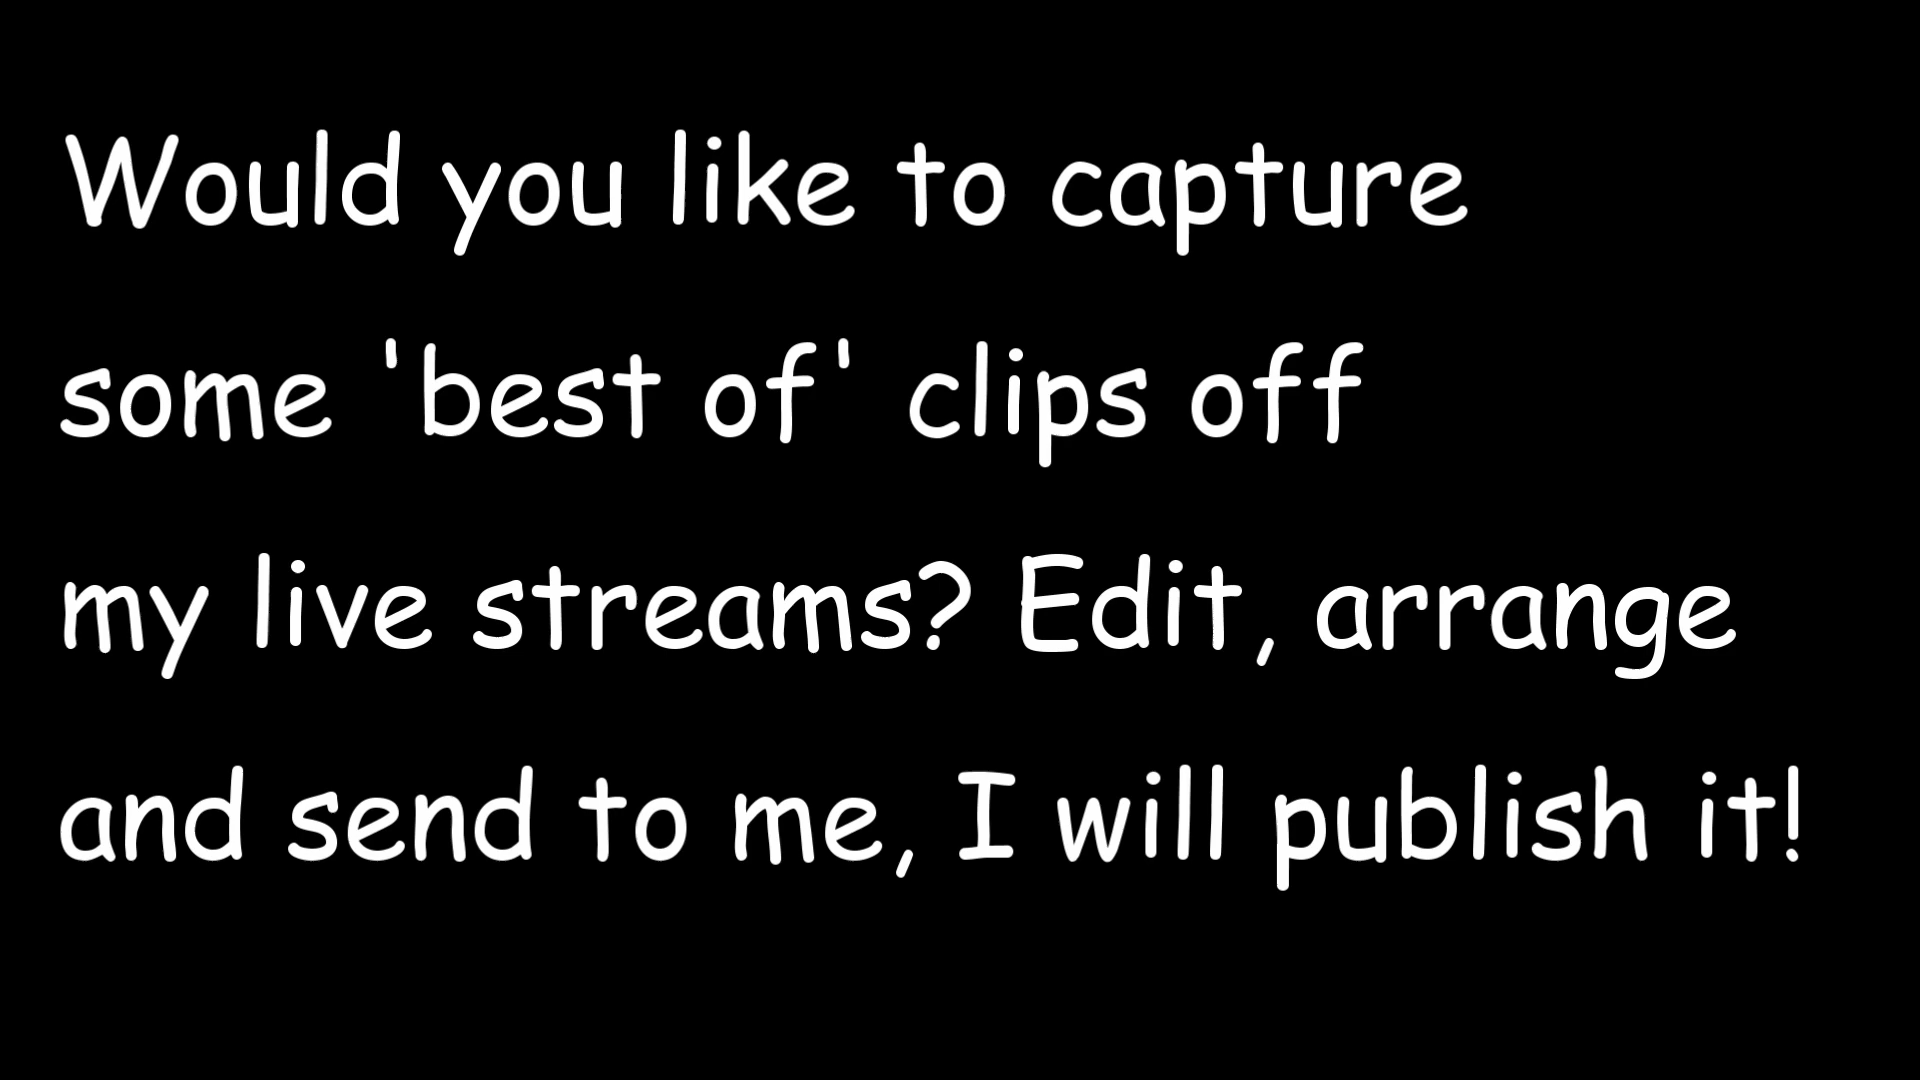 Would you like to capture
some 'best of' clips off
my live streams? Edit, arrange
and send to me, I will publish it!